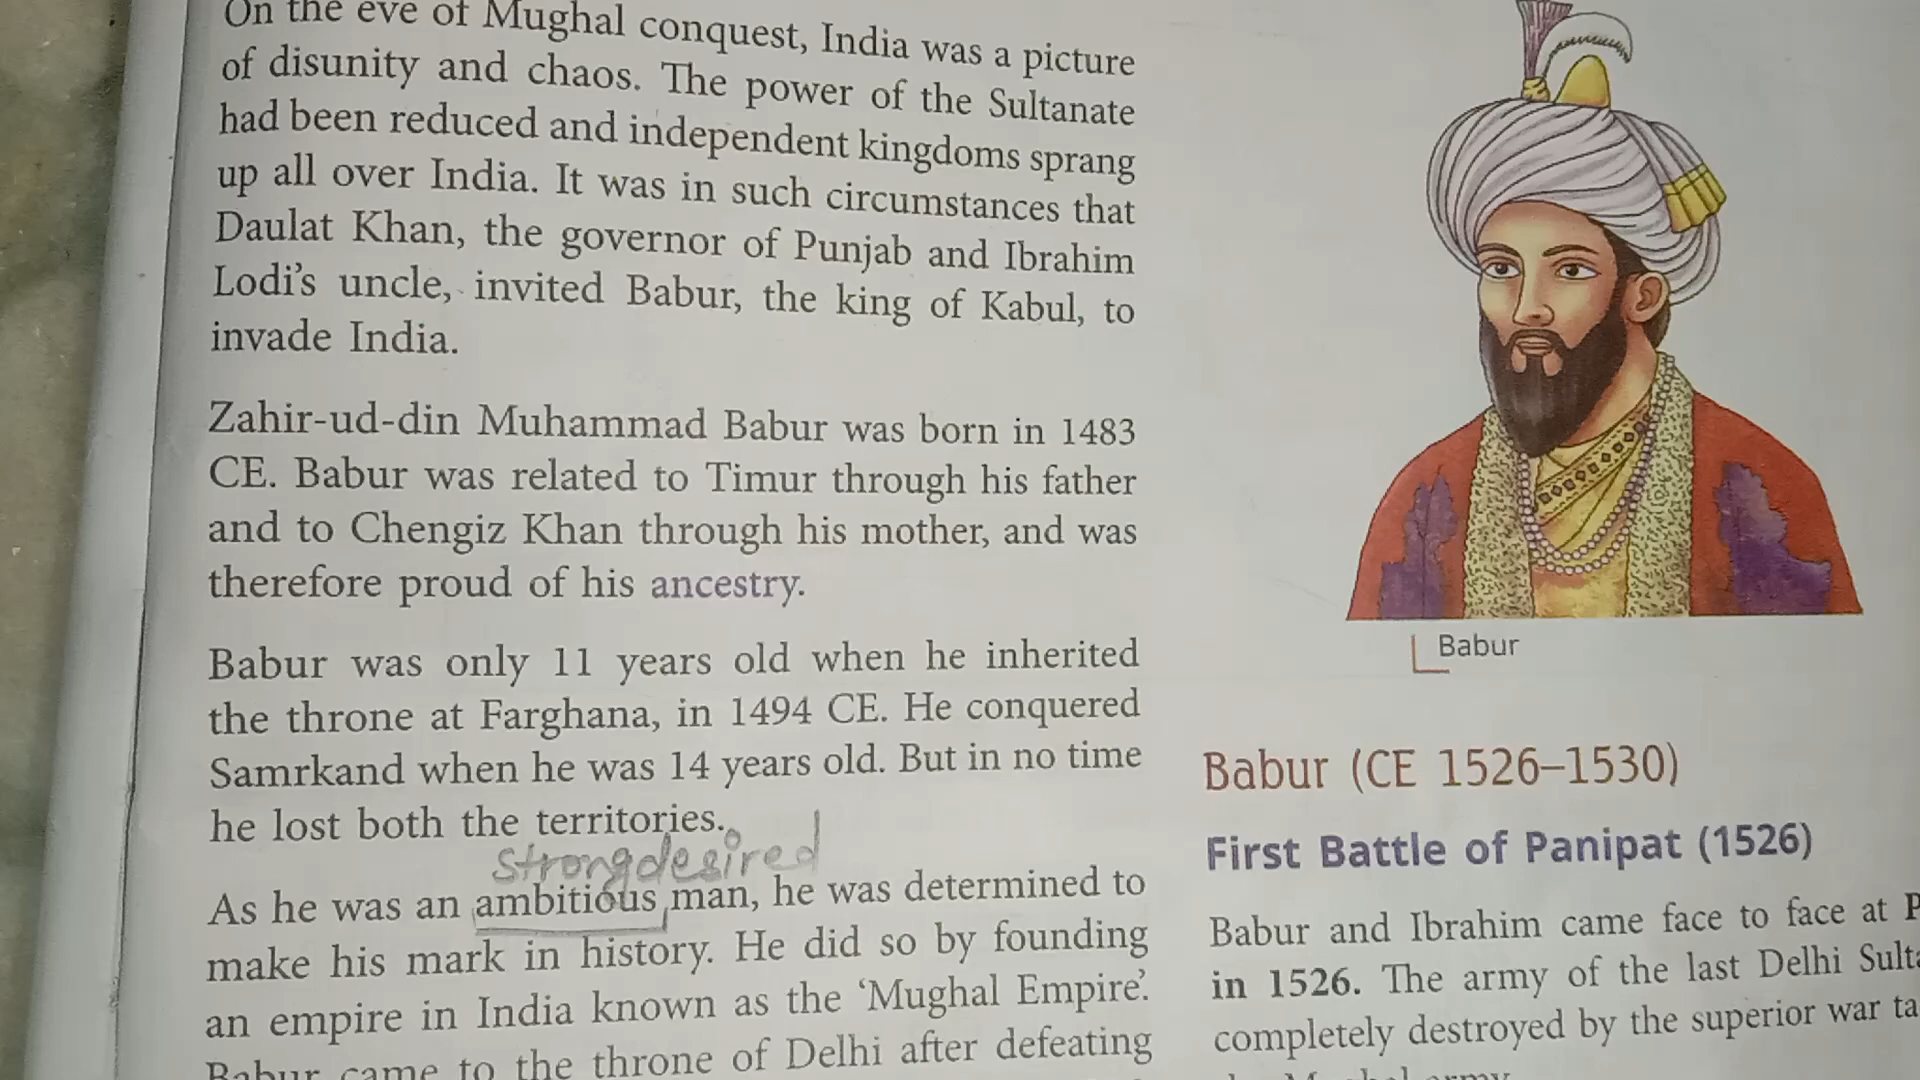 On the eve of Mughal conquest, India was a picture
of disunity and chaos. The power of the Sultanate
had been reduced and independent kingdoms sprang
up all over India. It was in such circumstances that
Daulat Khan, the governor of Punjab and Ibrahim
Lodi's uncle, invited Babur, the king of Kabul, to
invade India.
Zahir-ud-din Muhammad Babur was born in 1483
CE. Babur was related to Timur through his father
and to Chengiz Khan through his mother, and was
therefore proud of his ancestry.
Babur was only 11 years old when he inherited
the throne at Farghana, in 1494 CE. He conquered
Samrkand when he was 14 years old. But in no time
he lost both the territories.
strong desired
As he was an ambitious man, he was determined to
make his mark in history. He did so by founding
an empire in India known as the 'Mughal Empire'.
Babur came to the throne of Delhi after defeating
Babur
Babur (CE 1526–1530)
First Battle of Panipat (1526)
Babur and Ibrahim came face to face at
in 1526. The army of the last Delhi
completely destroyed by the superior war